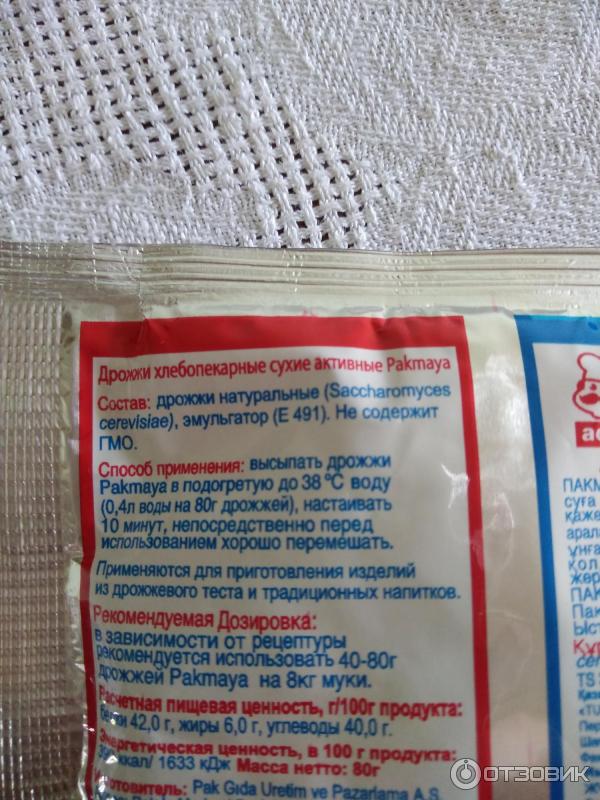 Дрожжи хлебопекарные сухие активные Pakmaya
Состав: дрожжи натуральные (Saccharomyces
cerevisiae), эмульгатор (Е 491). Не содержит
ГМО.
Способ применения: высыпать дрожжи
Pakmaya в подогретую до 38 °С воду
(0,4л воды на 80г дрожжей), настаивать
10 минут, непосредственно перед
использованием хорошо перемешать.
Применяются для приготовления изделий
из дрожжевого теста и традиционных напитков.
Рекомендуемая Дозировка:
в зависимости от рецептуры
рекомендуется использовать 40-80г
дрожжей Pakmaya на 8кг муки.
Расчетная пищевая ценность, г/100г продукта:
белки 42,0 г, жиры 6,0 г, углеводы 40,0 г.
Энергетическая ценность, в 100 г продукта:
ккал/ 1633 кДж Масса нетто: 80г
Изготовитель: Pak Gıda Uretim ve Pazarlama A.S.
ПАКМ
суға
каже
арала
ұнға
қол
жер
ПАК
Пак
Ыст
Құр
cer
TS
ОТЗОВИК